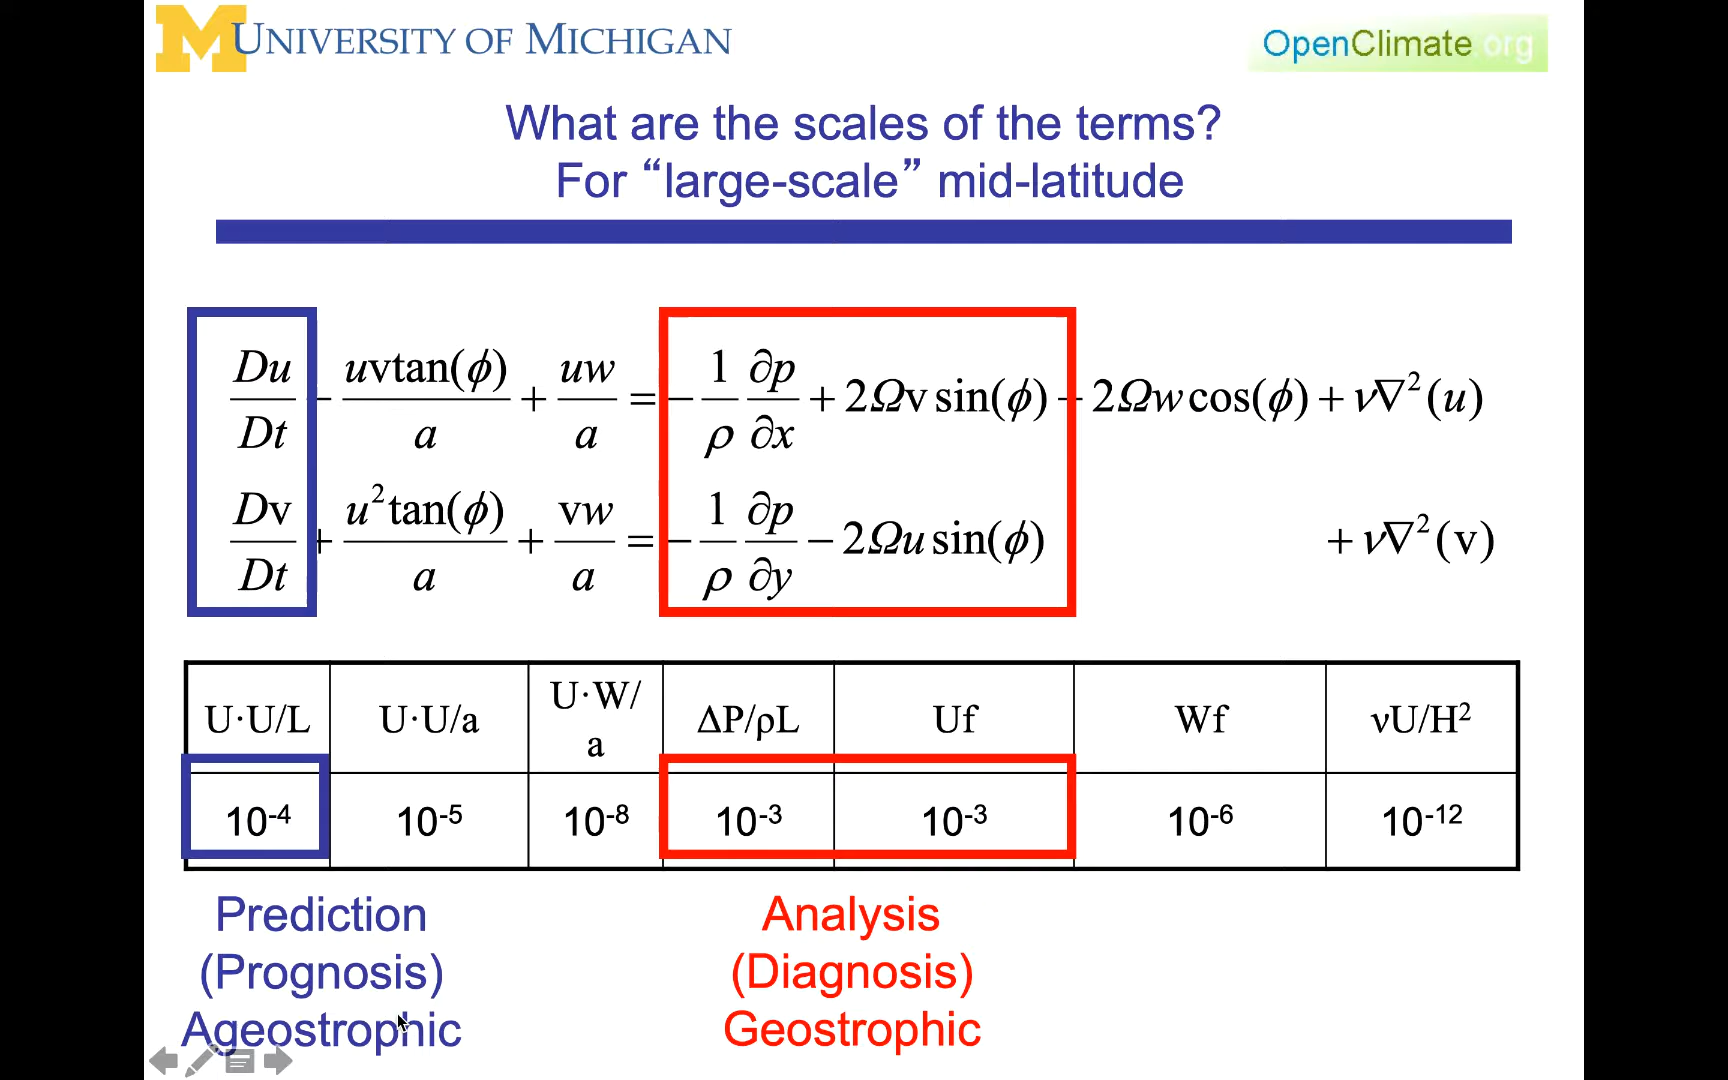 UNIVERSITY OF MICHIGAN
OpenClimate.org
What are the scales of the terms?
For “large-scale” mid-latitude
Du/Dt − uvtan(ϕ)/a + uw/a = − 1/ρ ∂p/∂x + 2Ωv sin(ϕ) − 2Ωw cos(ϕ) + ν∇²(u)
Dv/Dt + u²tan(ϕ)/a + vw/a = − 1/ρ ∂p/∂y − 2Ωu sin(ϕ) + ν∇²(v)
U·U/L U·U/a U·W/a ΔP/ρL Uf Wf νU/H²
10⁻⁴ 10⁻⁵ 10⁻⁸ 10⁻³ 10⁻³ 10⁻⁶ 10⁻¹²
Prediction
(Prognosis)
Ageostrophic
Analysis
(Diagnosis)
Geostrophic